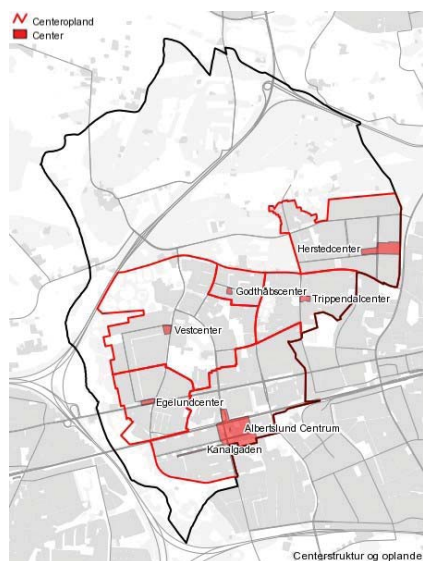 Centeropland
Center
Herstedcenter
Godthåbscenter
Trippendalcenter
Vestcenter
Egelundcenter
Albertslund Centrum
Kanalgaden
Centerstruktur og oplande